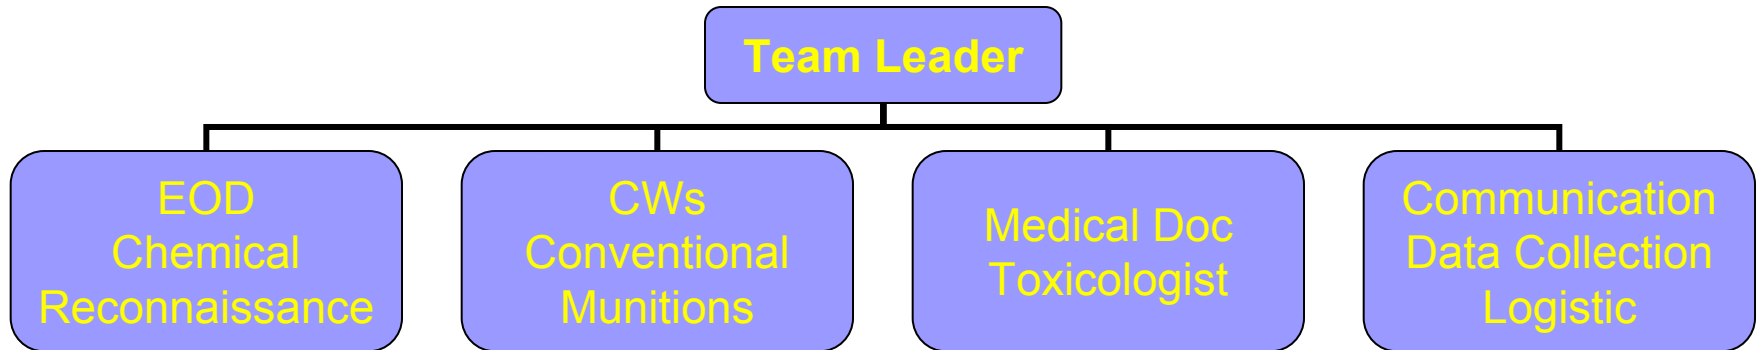 Team Leader
EOD
Chemical
Reconnaissance
CWs
Conventional
Munitions
Medical Doc
Toxicologist
Communication
Data Collection
Logistic